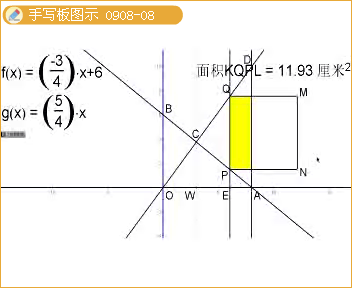 手写板图示 0908-08
面积KQPL = 11.93 厘米2
f(x) = (-3/4)·x+6
g(x) = (5/4)·x
D
Q
M
B
C
P
N
O
W
E
A